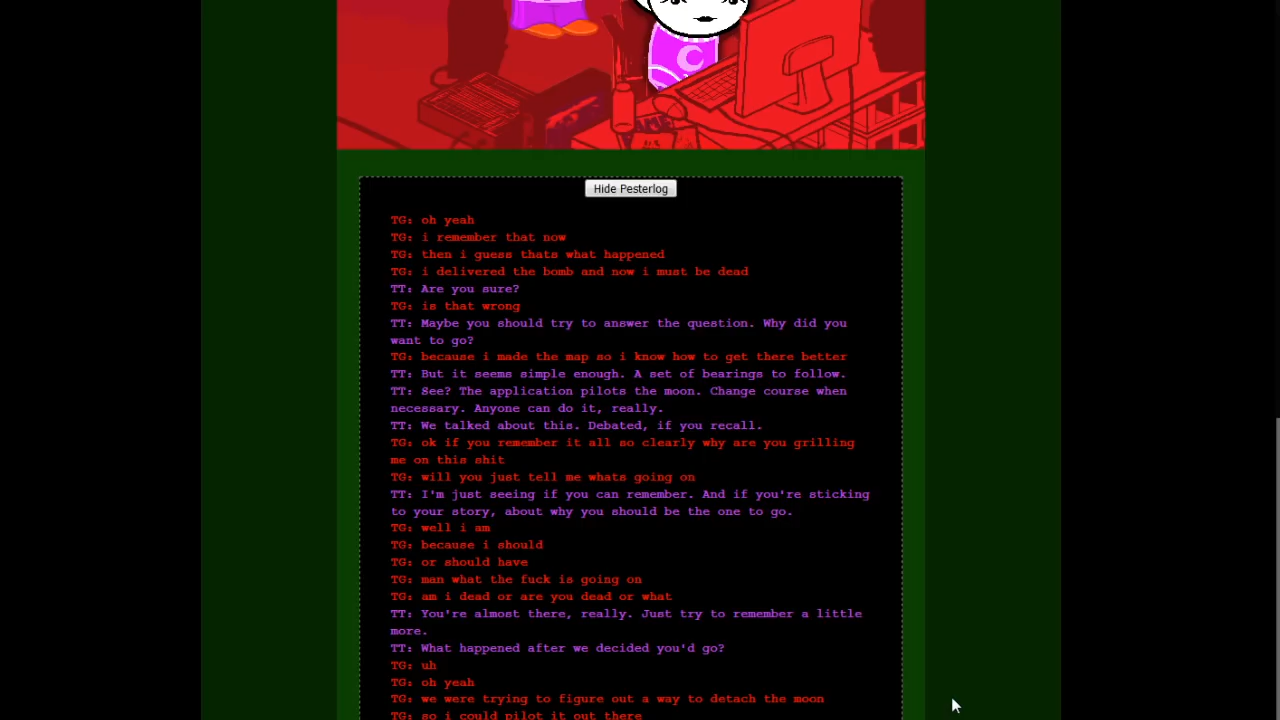 Hide Pesterlog
TG: oh yeah
TG: i remember that now
TG: then i guess thats what happened
TG: i delivered the bomb and now i must be dead
TT: Are you sure?
TG: is that wrong
TT: Maybe you should try to answer the question. Why did you
want to go?
TG: because i made the map so i know how to get there better
TT: But it seems simple enough. A set of bearings to follow.
TT: See? The application pilots the moon. Change course when
necessary. Anyone can do it, really.
TT: We talked about this. Debated, if you recall.
TG: ok if you remember it all so clearly why are you grilling
me on this shit
TG: will you just tell me whats going on
TT: I'm just seeing if you can remember. And if you're sticking
to your story, about why you should be the one to go.
TG: well i am
TG: because i should
TG: or should have
TG: man what the fuck is going on
TG: am i dead or are you dead or what
TT: You're almost there, really. Just try to remember a little
more.
TT: What happened after we decided you'd go?
TG: uh
TG: oh yeah
TG: we were trying to figure out a way to detach the moon
TG: so i could pilot it out there